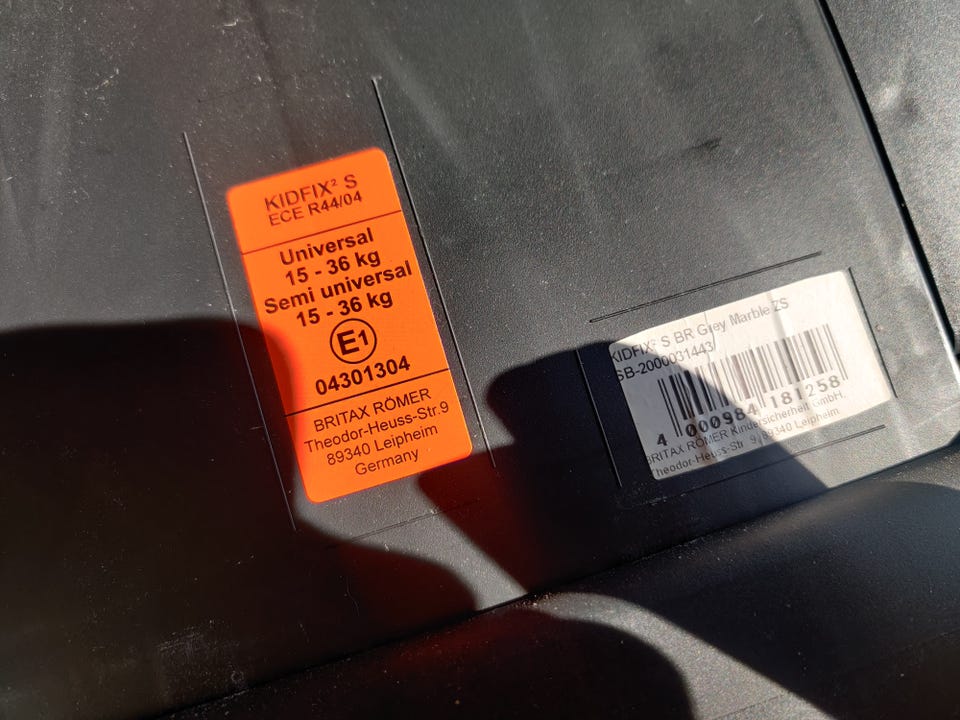 KIDFIX² S
ECE R44/04
Universal
15 - 36 kg
Semi universal
15 - 36 kg
E1
04301304
BRITAX RÖMER
Theodor-Heuss-Str.9
89340 Leipheim
Germany
KIDFIX² S BR Grey Marble ZS
SB-2000031443
4 000984 181258
BRITAX RÖMER Kindersicherheit GmbH,
Theodor-Heuss-Str. 9, 89340 Leipheim